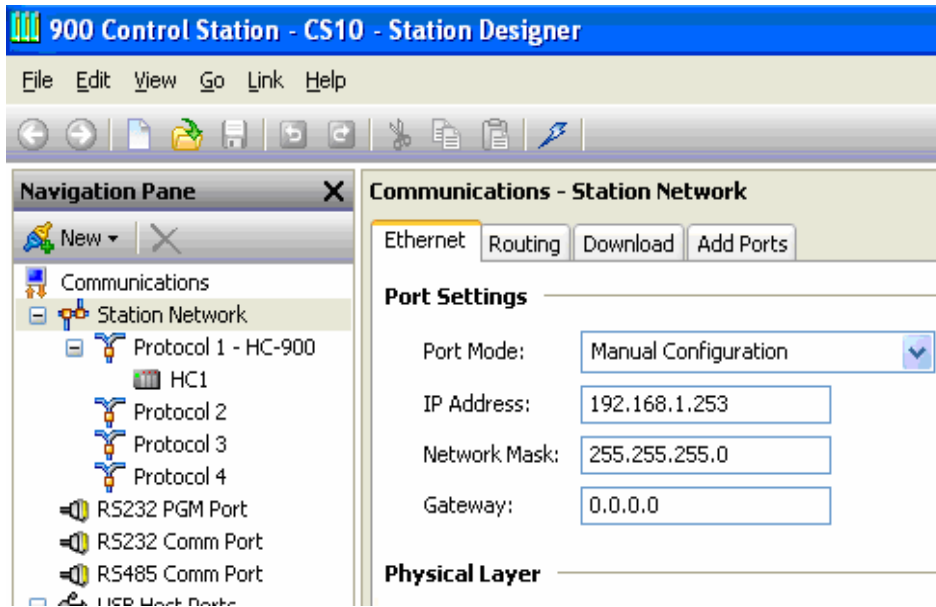 900 Control Station - CS10 - Station Designer
File Edit View Go Link Help
Navigation Pane
New
Communications
Station Network
Protocol 1 - HC-900
HC1
Protocol 2
Protocol 3
Protocol 4
RS232 PGM Port
RS232 Comm Port
RS485 Comm Port
USB Host Ports
Communications - Station Network
Ethernet Routing Download Add Ports
Port Settings
Port Mode: Manual Configuration
IP Address: 192.168.1.253
Network Mask: 255.255.255.0
Gateway: 0.0.0.0
Physical Layer